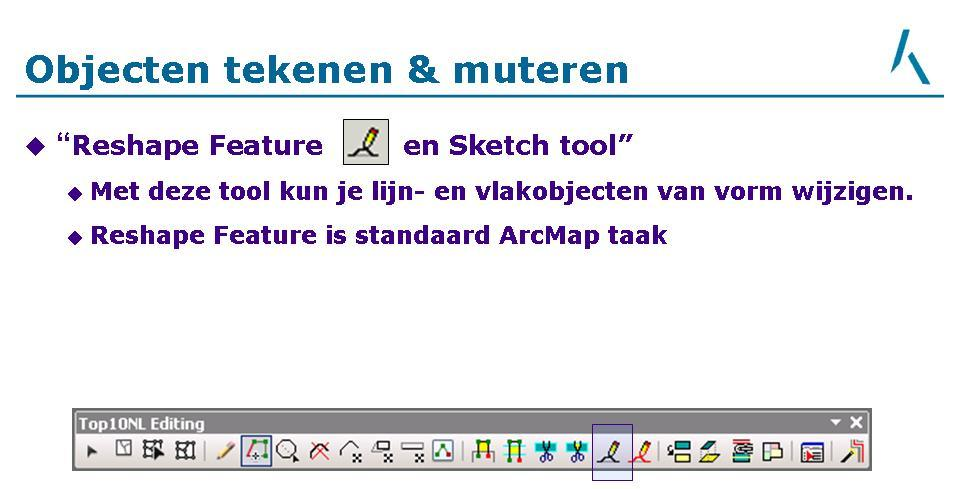 Objecten tekenen & muteren
“Reshape Feature en Sketch tool”
Met deze tool kun je lijn- en vlakobjecten van vorm wijzigen.
Reshape Feature is standaard ArcMap taak
Top10NL Editing